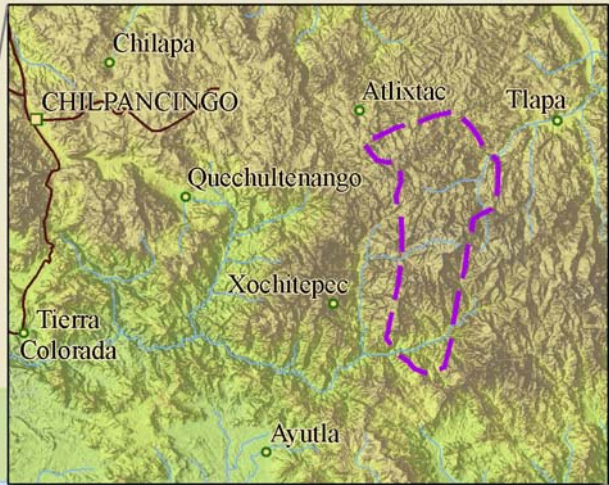 Chilapa
CHILPANCINGO
Atlixtac
Tlapa
Quechultenango
Xochitepec
Tierra
Colorada
Ayutla